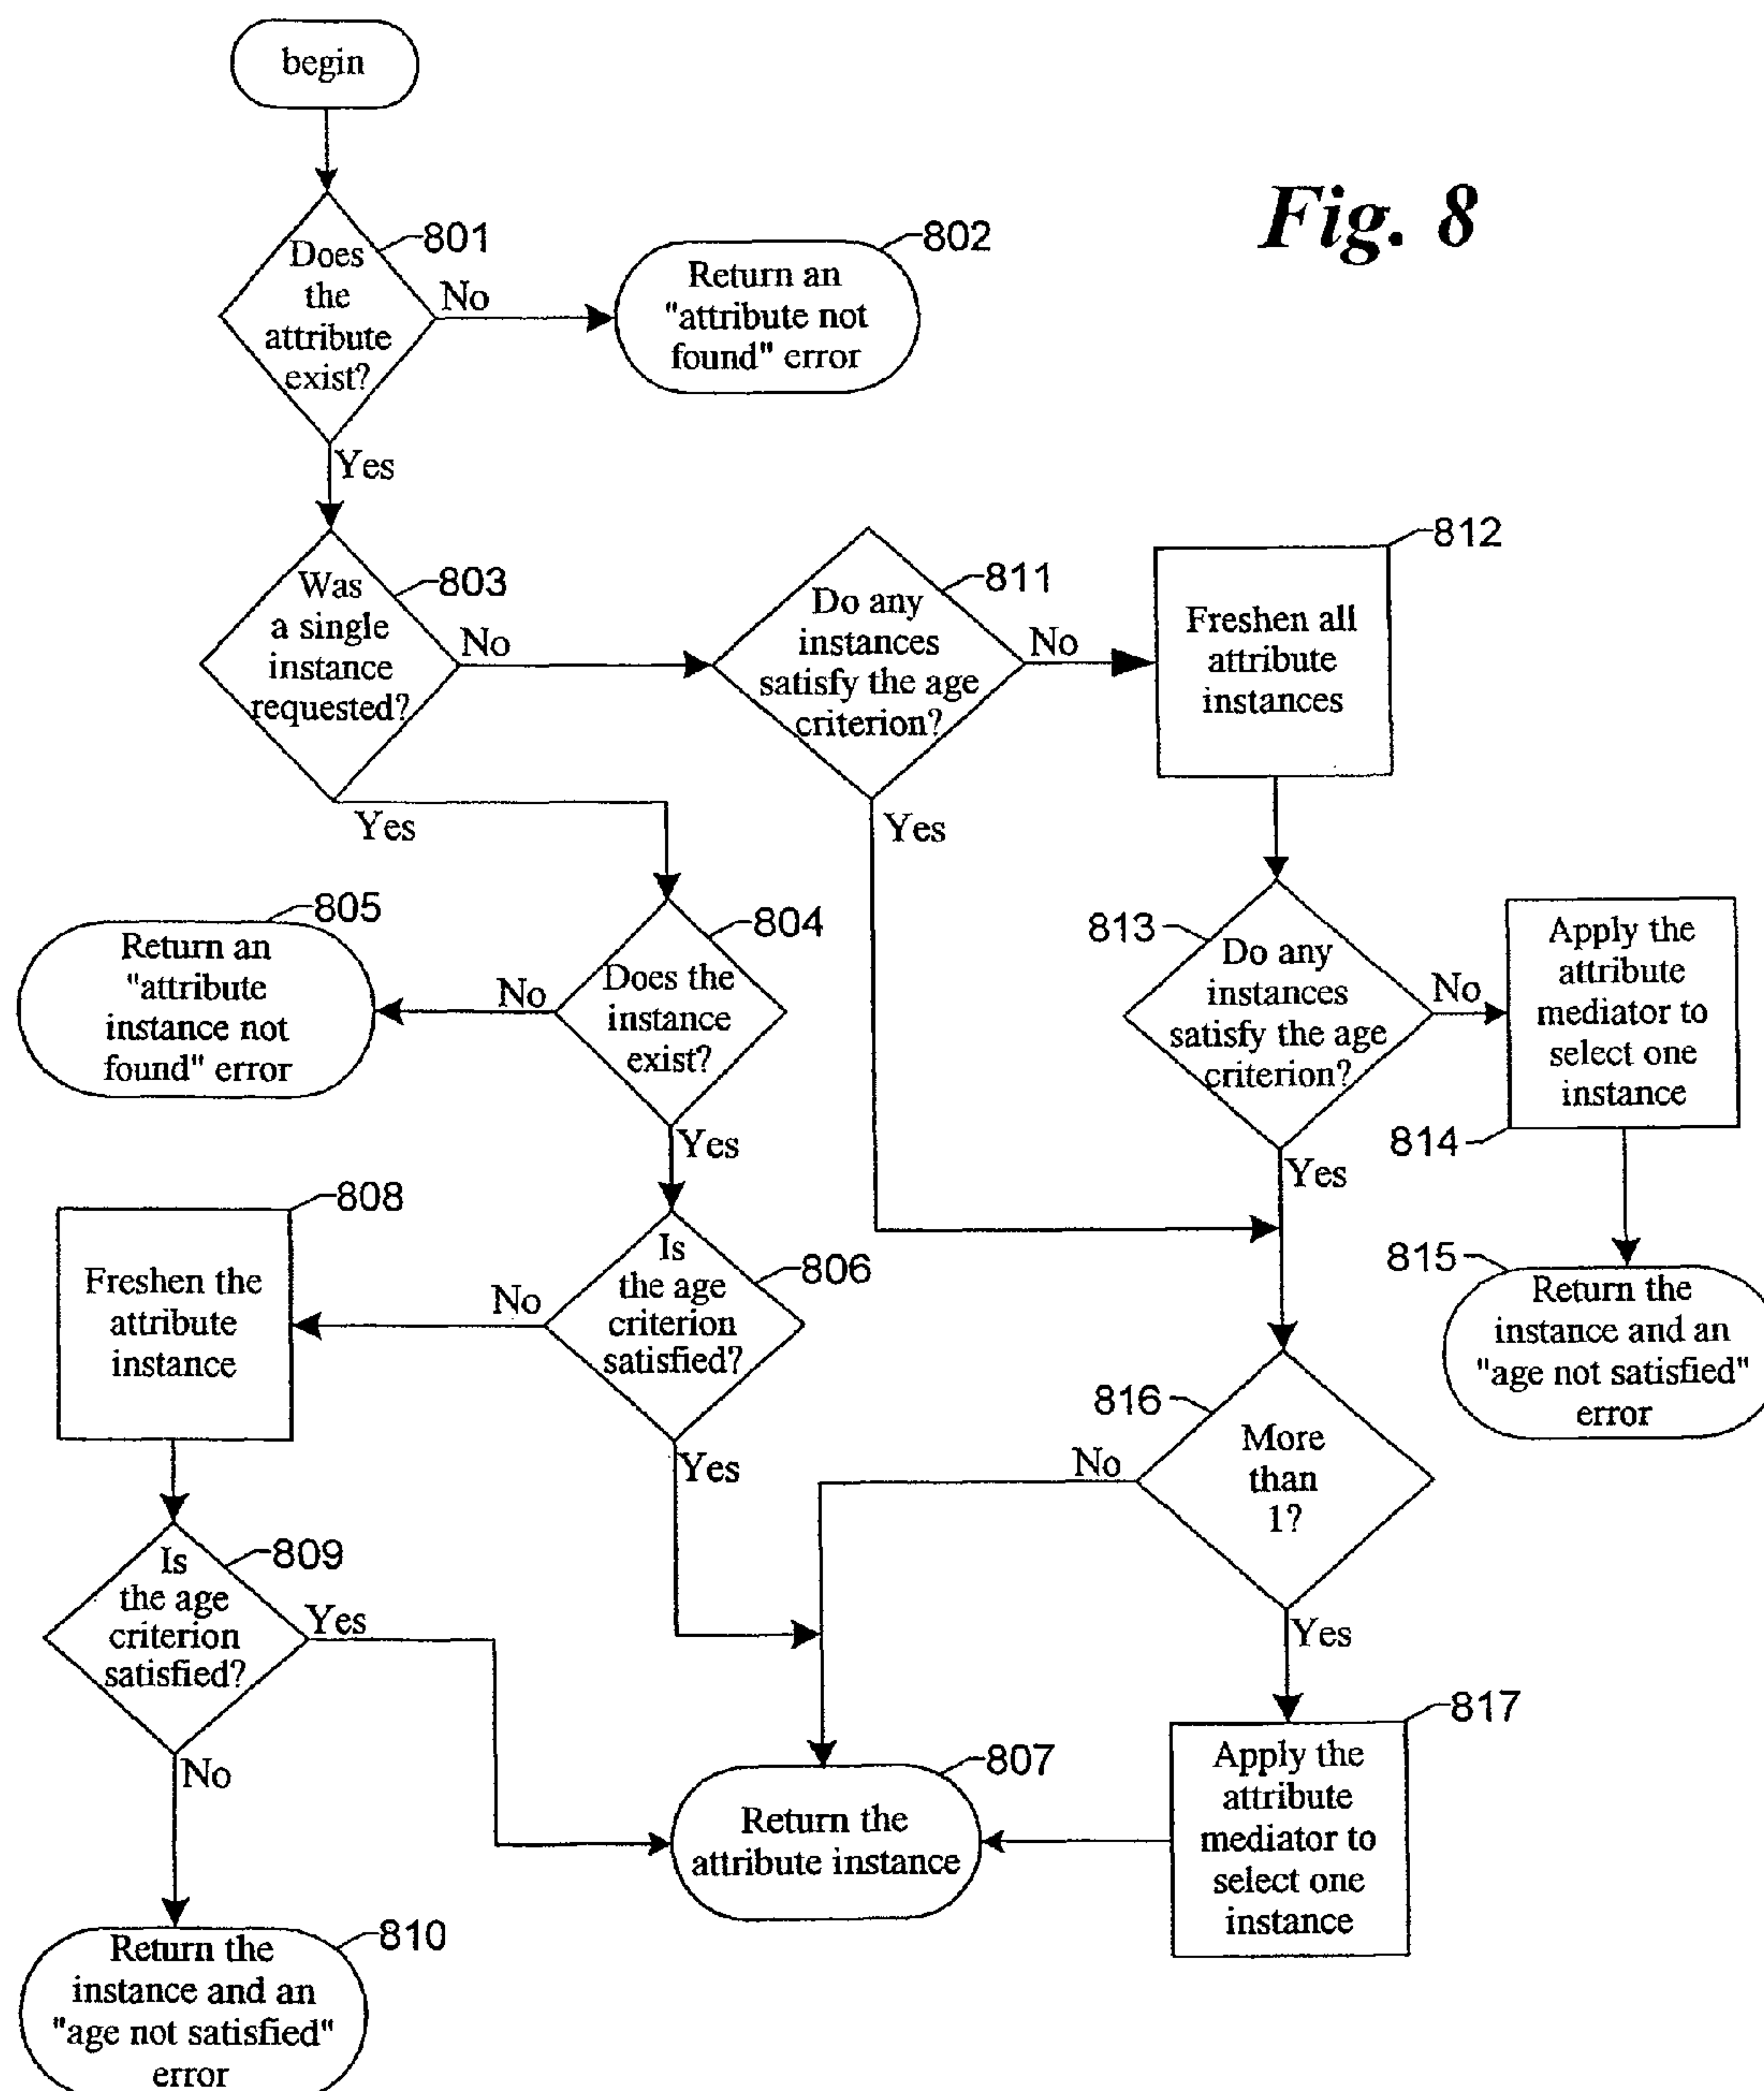 begin
Fig. 8
801
Does
the
attribute
exist?
No
802
Return an
"attribute not
found" error
Yes
803
Was
a single
instance
requested?
No
811
Do any
instances
satisfy the age
criterion?
No
812
Freshen all
attribute
instances
Yes
Yes
805
Return an
"attribute
instance not
found" error
804
Does the
instance
exist?
No
Yes
813
Do any
instances
satisfy the age
criterion?
No
Apply the
attribute
mediator to
select one
instance
814
Yes
808
Freshen the
attribute
instance
806
Is
the age
criterion
satisfied?
No
Yes
815
Return the
instance and an
"age not satisfied"
error
816
More
than
1?
No
Yes
809
Is
the age
criterion
satisfied?
Yes
No
807
Return the
attribute instance
817
Apply the
attribute
mediator to
select one
instance
810
Return the
instance and an
"age not satisfied"
error